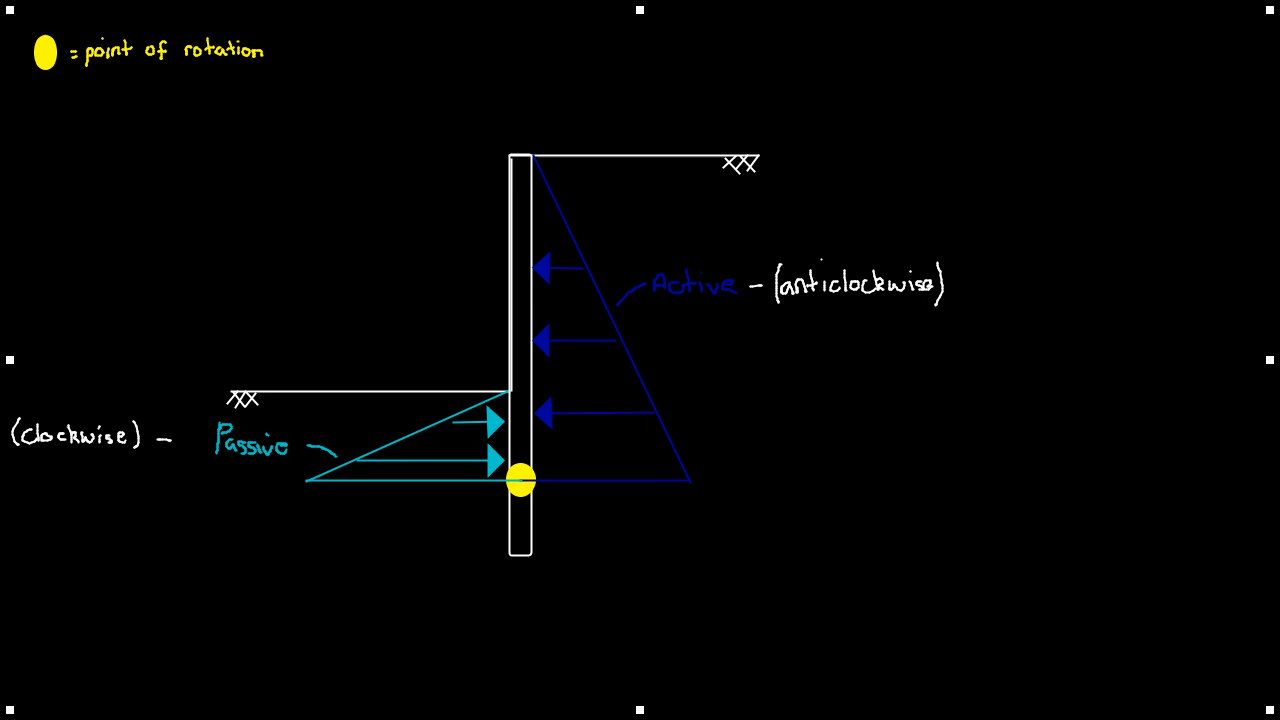 = point of rotation
Active - (anticlockwise)
(clockwise) - Passive